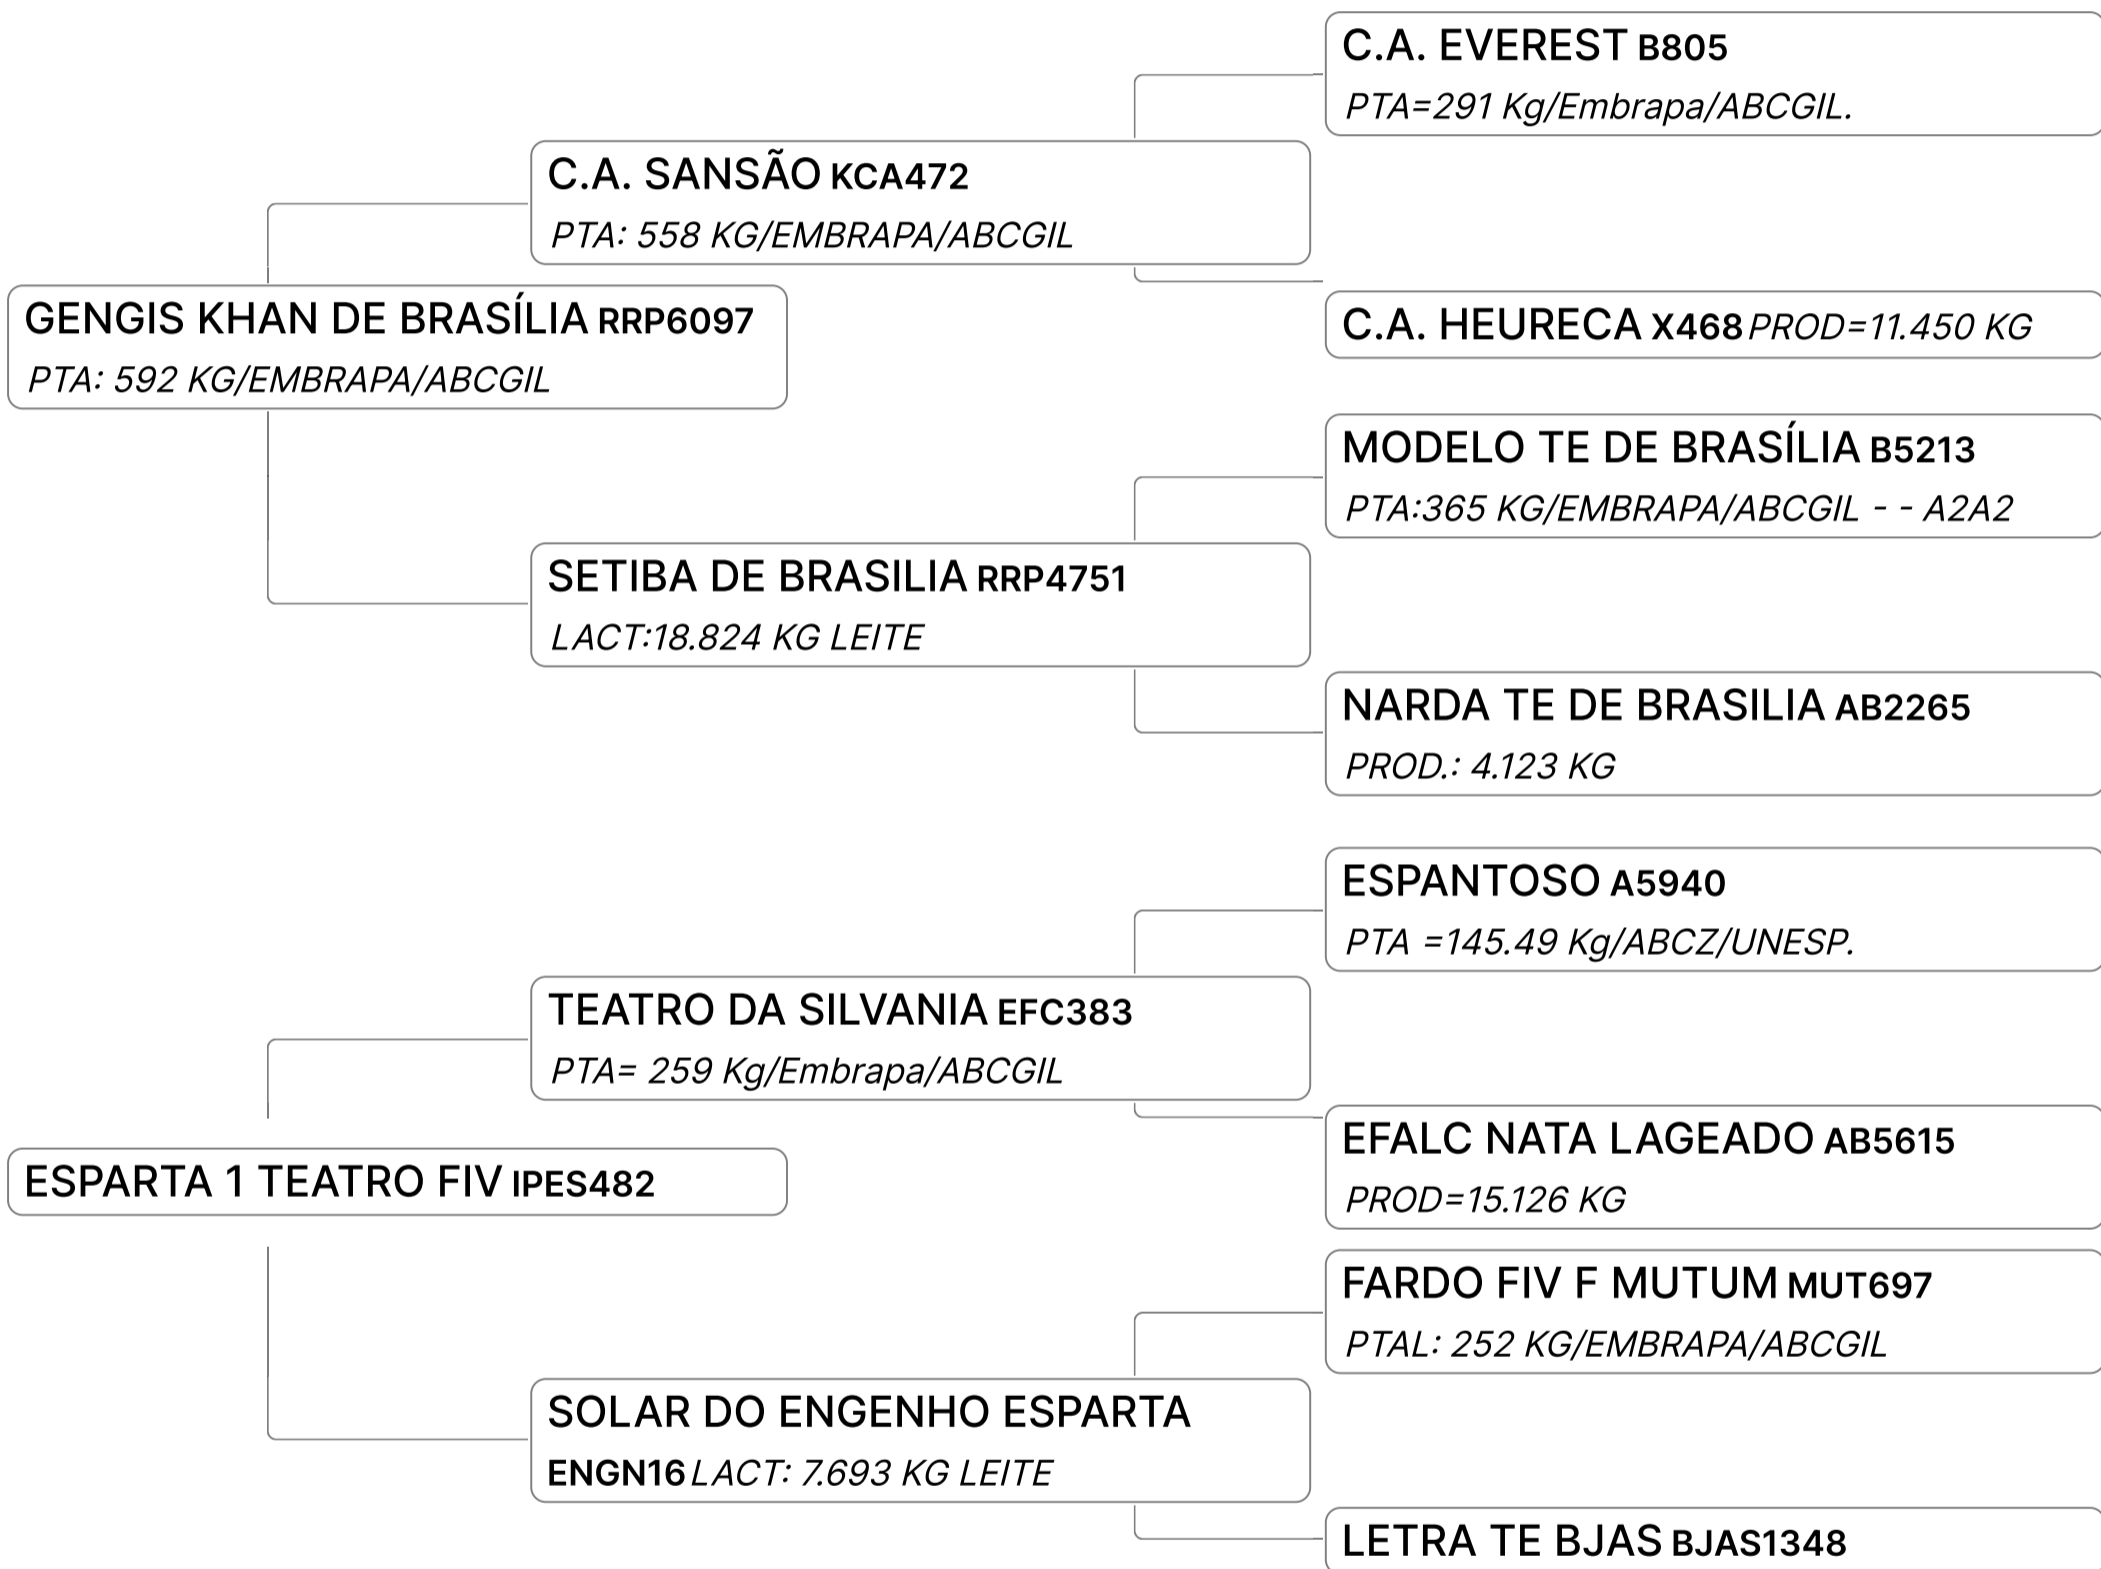 C.A. EVEREST B805
PTA=291 Kg/Embrapa/ABCGIL.
C.A. SANSÃO KCA472
PTA: 558 KG/EMBRAPA/ABCGIL
C.A. HEURECA X468 PROD=11.450 KG
GENGIS KHAN DE BRASÍLIA RRP6097
PTA: 592 KG/EMBRAPA/ABCGIL
MODELO TE DE BRASÍLIA B5213
PTA:365 KG/EMBRAPA/ABCGIL - - A2A2
SETIBA DE BRASILIA RRP4751
LACT:18.824 KG LEITE
NARDA TE DE BRASILIA AB2265
PROD.: 4.123 KG
ESPANTOSO A5940
PTA =145.49 Kg/ABCZ/UNESP.
TEATRO DA SILVANIA EFC383
PTA= 259 Kg/Embrapa/ABCGIL
EFALC NATA LAGEADO AB5615
PROD=15.126 KG
ESPARTA 1 TEATRO FIV IPES482
FARDO FIV F MUTUM MUT697
PTAL: 252 KG/EMBRAPA/ABCGIL
SOLAR DO ENGENHO ESPARTA
ENGN16 LACT: 7.693 KG LEITE
LETRA TE BJAS BJAS1348